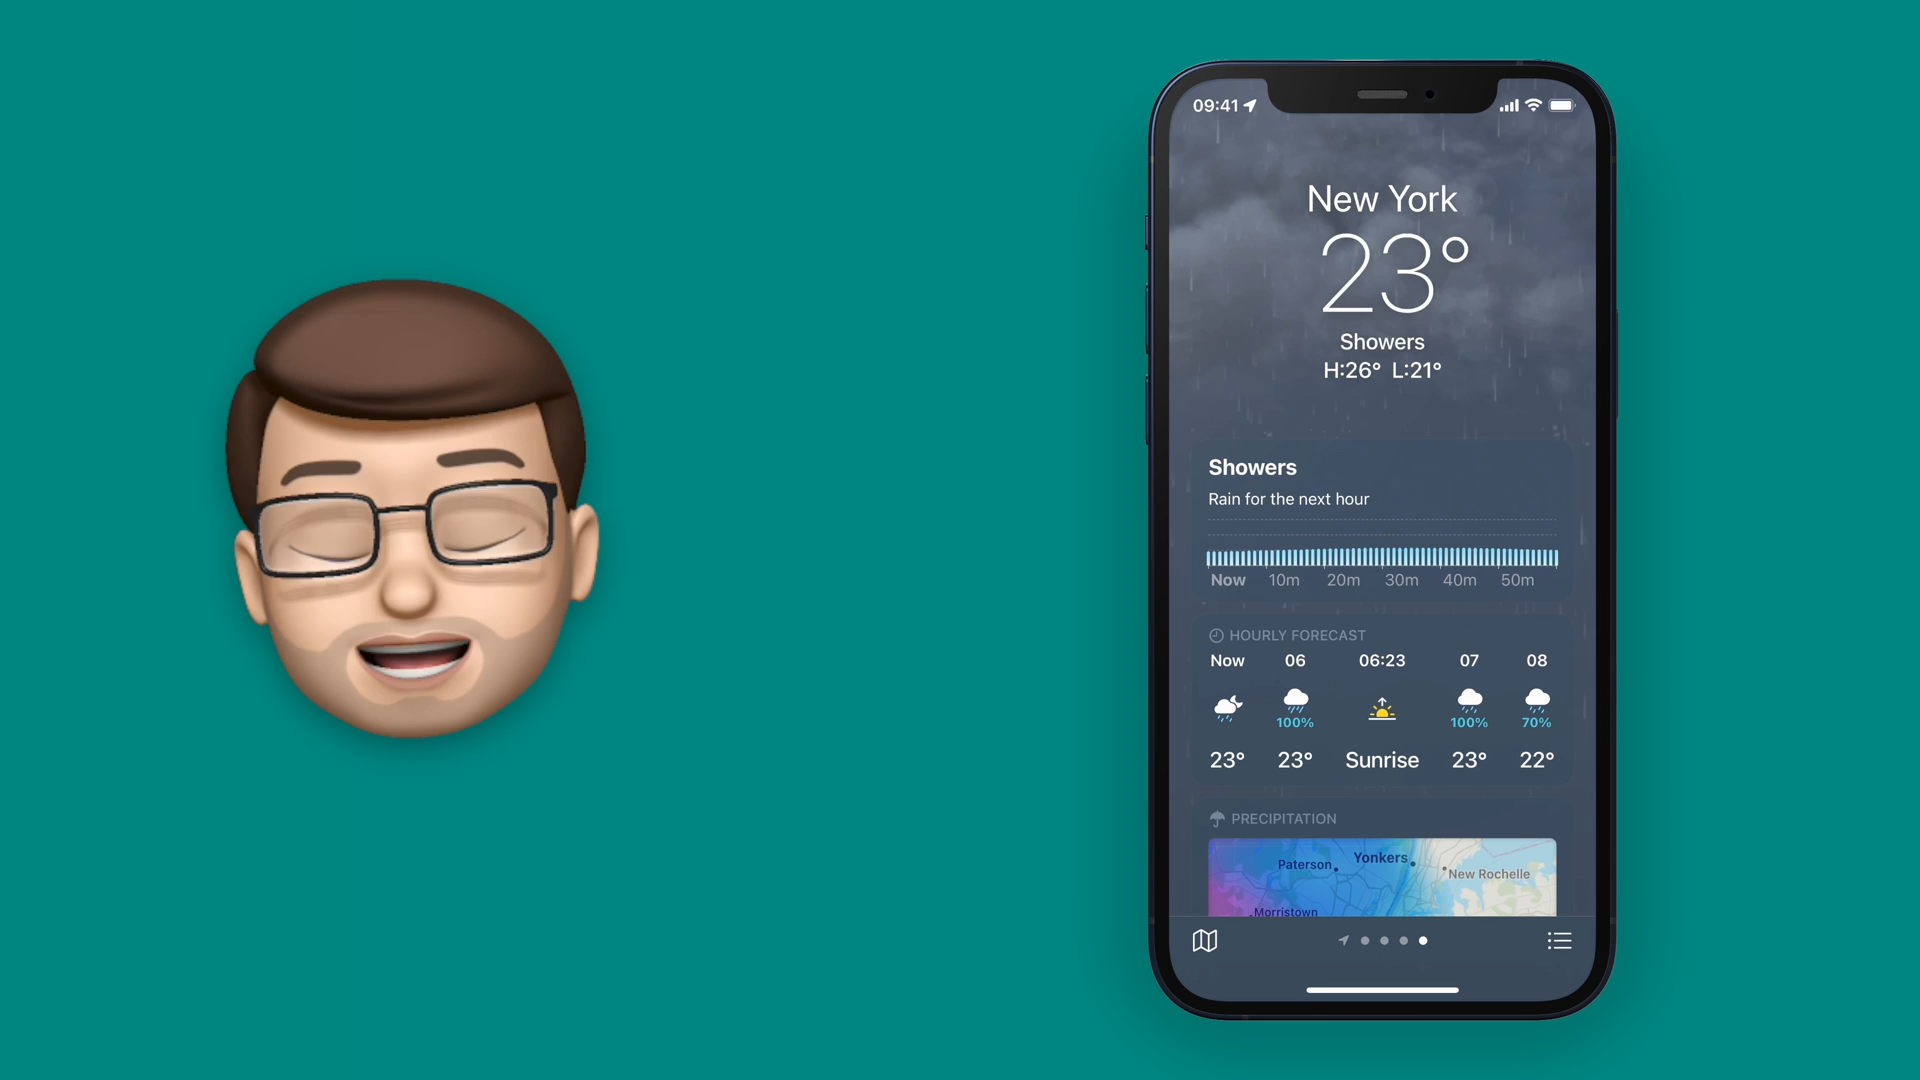 09:41
New York
23°
Showers
H:26° L:21°
Showers
Rain for the next hour
Now 10m 20m 30m 40m 50m
HOURLY FORECAST
Now 06 06:23 07 08
100% 100% 70%
23° 23° Sunrise 23° 22°
PRECIPITATION
Paterson Yonkers
New Rochelle
Morristown